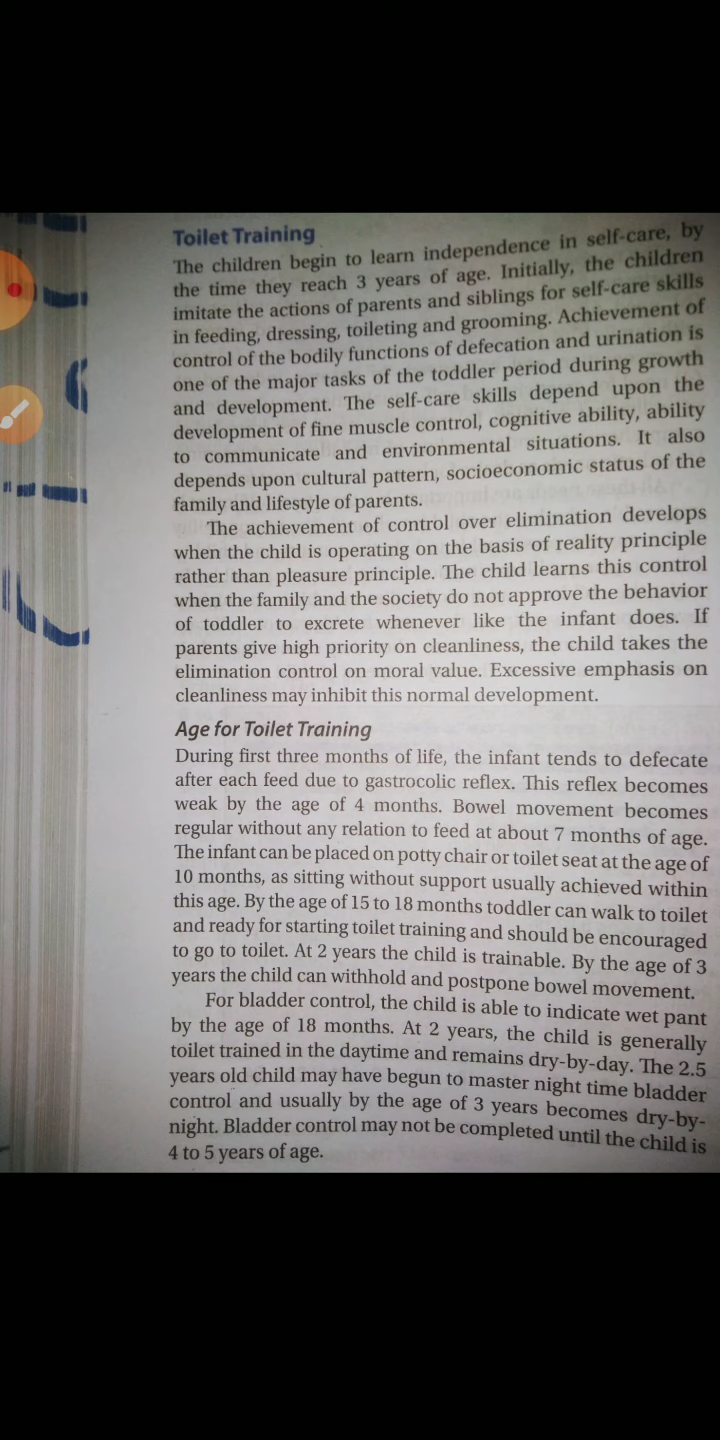 Toilet Training
The children begin to learn independence in self-care, by
the time they reach 3 years of age. Initially, the children
imitate the actions of parents and siblings for self-care skills
in feeding, dressing, toileting and grooming. Achievement of
control of the bodily functions of defecation and urination is
one of the major tasks of the toddler period during growth
and development. The self-care skills depend upon the
development of fine muscle control, cognitive ability, ability
to communicate and environmental situations. It also
depends upon cultural pattern, socioeconomic status of the
family and lifestyle of parents.
The achievement of control over elimination develops
when the child is operating on the basis of reality principle
rather than pleasure principle. The child learns this control
when the family and the society do not approve the behavior
of toddler to excrete whenever like the infant does. If
parents give high priority on cleanliness, the child takes the
elimination control on moral value. Excessive emphasis on
cleanliness may inhibit this normal development.
Age for Toilet Training
During first three months of life, the infant tends to defecate
after each feed due to gastrocolic reflex. This reflex becomes
weak by the age of 4 months. Bowel movement becomes
regular without any relation to feed at about 7 months of age.
The infant can be placed on potty chair or toilet seat at the age of
10 months, as sitting without support usually achieved within
this age. By the age of 15 to 18 months toddler can walk to toilet
and ready for starting toilet training and should be encouraged
to go to toilet. At 2 years the child is trainable. By the age of 3
years the child can withhold and postpone bowel movement.
For bladder control, the child is able to indicate wet pant
by the age of 18 months. At 2 years, the child is generally
toilet trained in the daytime and remains dry-by-day. The 2.5
years old child may have begun to master night time bladder
control and usually by the age of 3 years becomes dry-by-
night. Bladder control may not be completed until the child is
4 to 5 years of age.